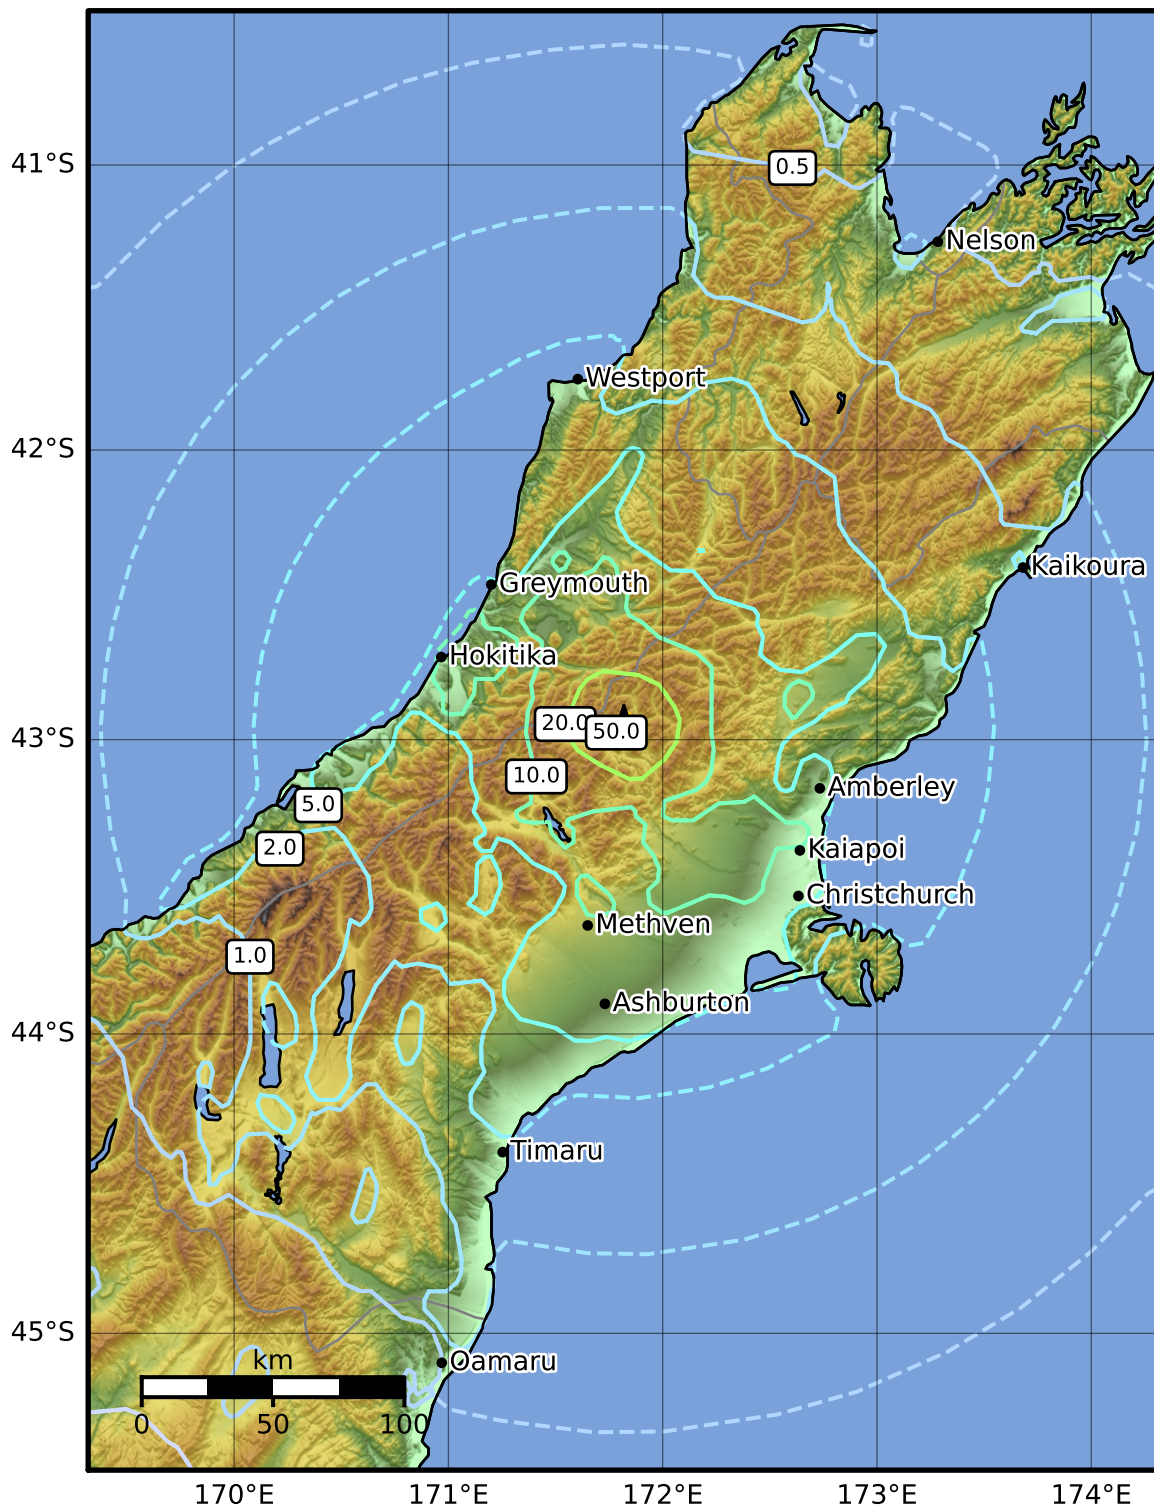 41°S
0.5
Nelson
Westport
42°S
Kaikoura
Greymouth
Hokitika
20.0
50.0
43°S
10.0
Amberley
5.0
2.0
Kaiapoi
Christchurch
Methven
1.0
Ashburton
44°S
Timaru
45°S
km
Oamaru
0 50 100
170°E 171°E 172°E 173°E 174°E